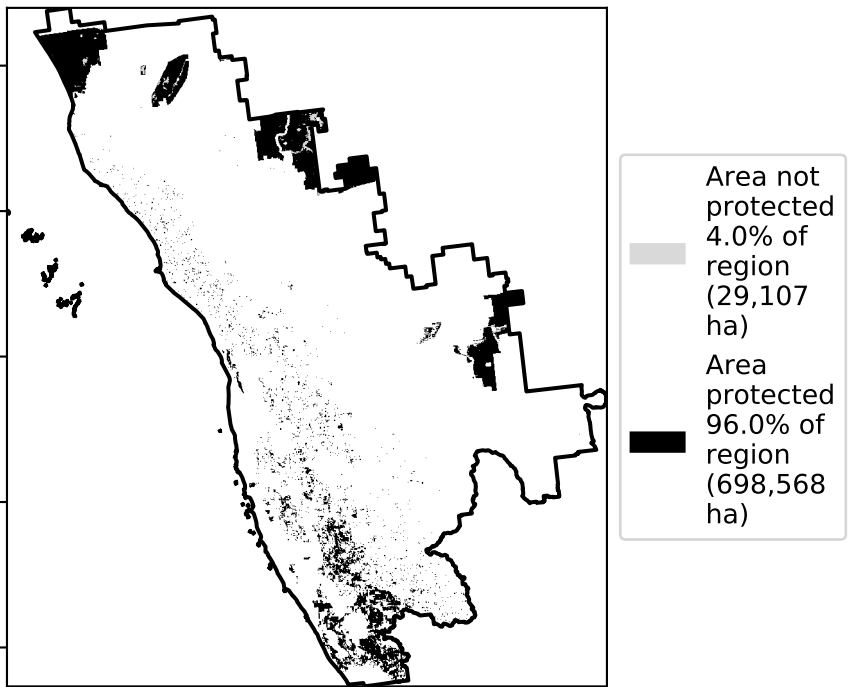 Area not
protected
4.0% of
region
(29,107
ha)
Area
protected
96.0% of
region
(698,568
ha)